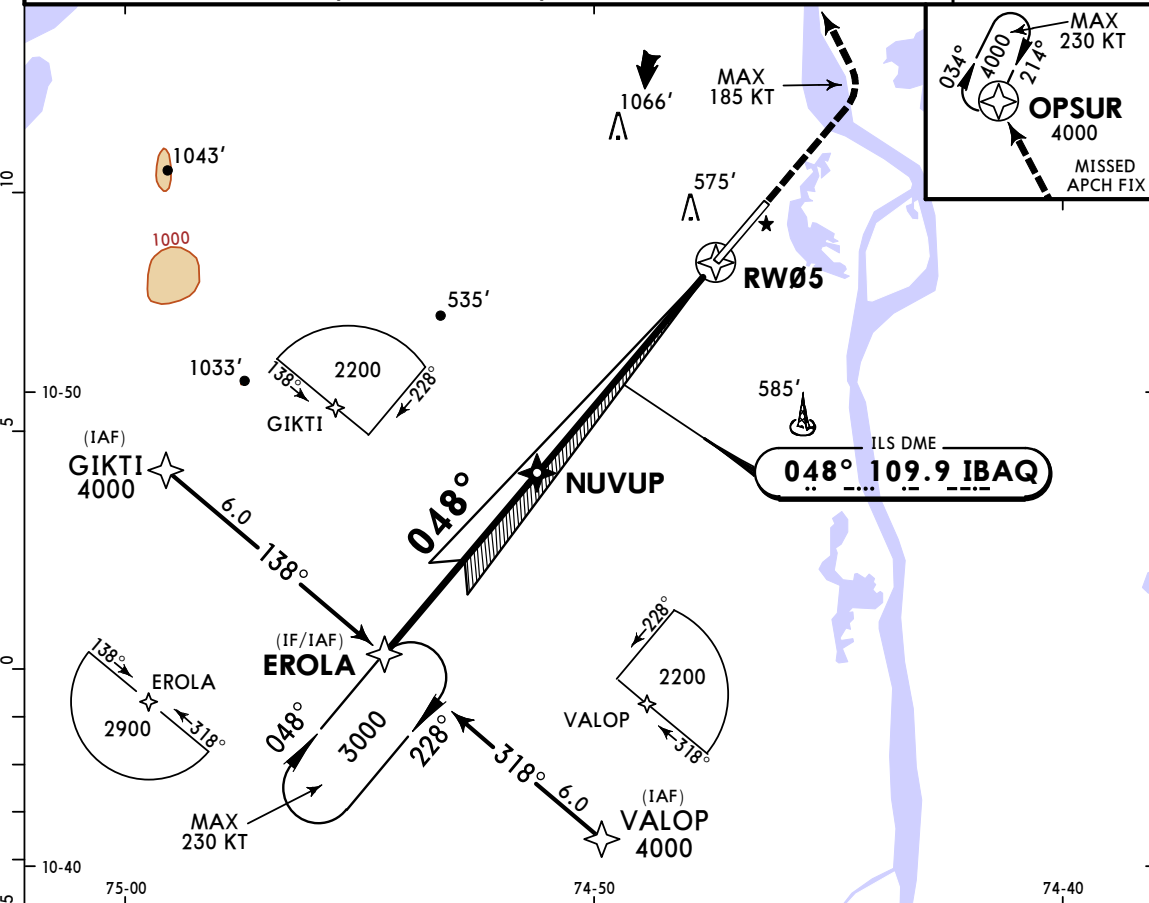 MAX
230 KT
034°
4000
214°
OPSUR
4000
MISSED
APCH FIX
MAX
185 KT
1066'
1043'
10
575'
1000
RWØ5
535'
1033'
2200
138°
228°
GIKTI
10-50
585'
5
(IAF)
GIKTI
4000
ILS DME
048° 109.9 IBAQ
NUVUP
048°
6.0
138°
(IF/IAF)
EROLA
0
138°
EROLA
2900
318°
228°
2200
VALOP
318°
048°
3000
228°
318°
6.0
(IAF)
VALOP
4000
MAX
230 KT
10-40
75-00
74-50
74-40